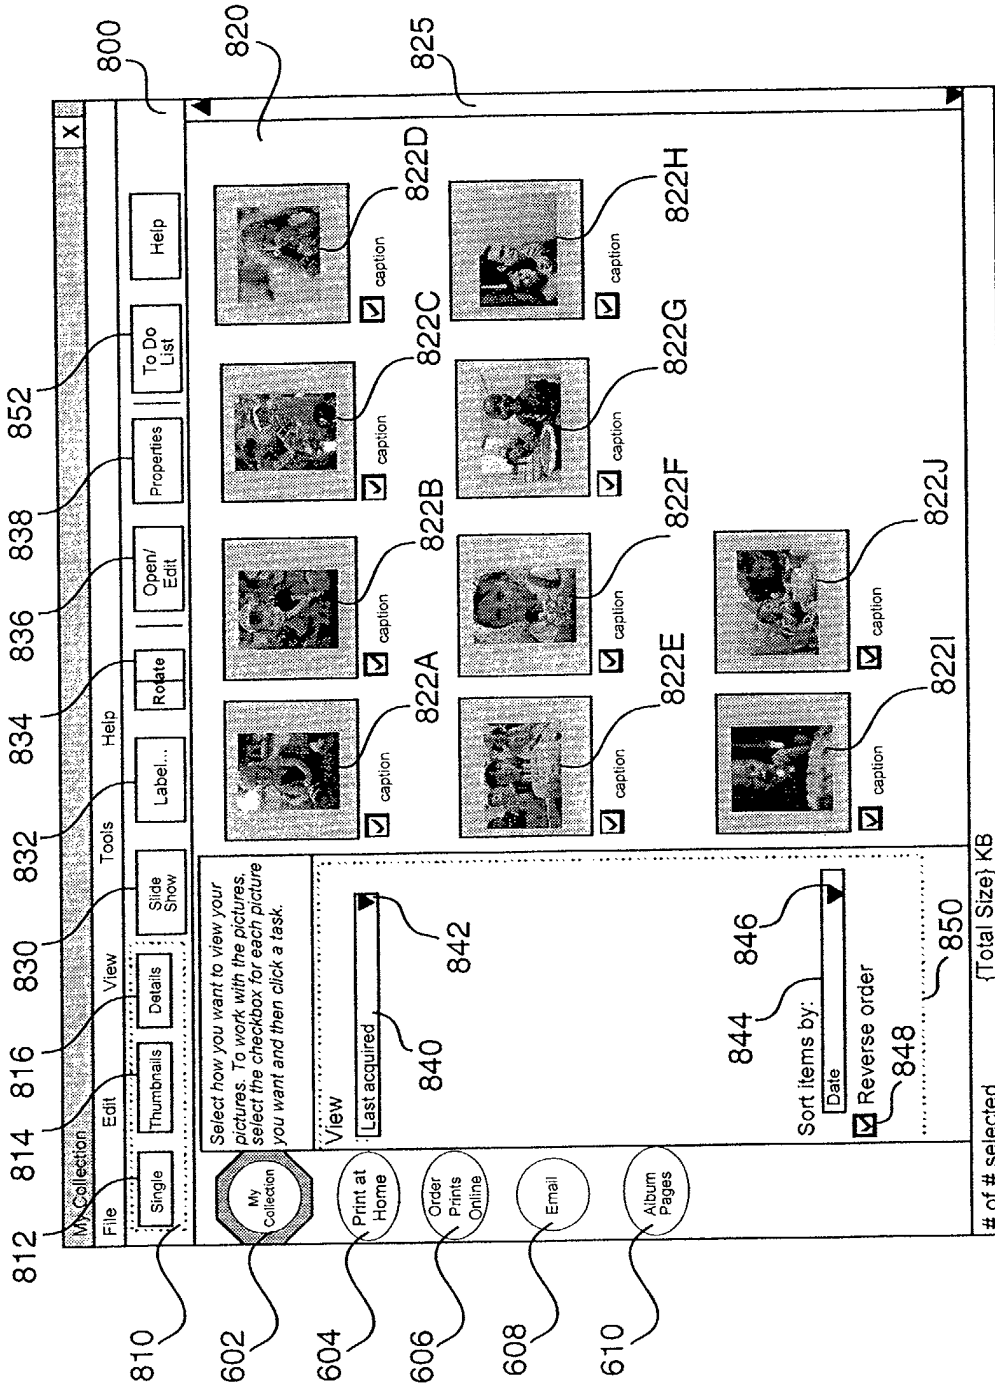 My Collection
X
File Edit View Tools Help
Single
Thumbnails
Details
Slide
Show
Label...
Rotate
Open/
Edit
Properties
To Do
List
Help
My
Collection
Print at
Home
Order
Prints
Online
Email
Album
Pages
Select how you want to view your
pictures. To work with the pictures,
select the checkbox for each picture
you want and then click a task.
View
Last acquired
Sort items by:
Date
Reverse order
caption
caption
caption
caption
caption
caption
caption
caption
caption
caption
# of # selected {Total Size} KB
812
814
816
830
832
834
836
838
852
800
820
825
810
602
604
606
608
610
840
842
844
846
848
850
822A
822B
822C
822D
822E
822F
822G
822H
822I
822J